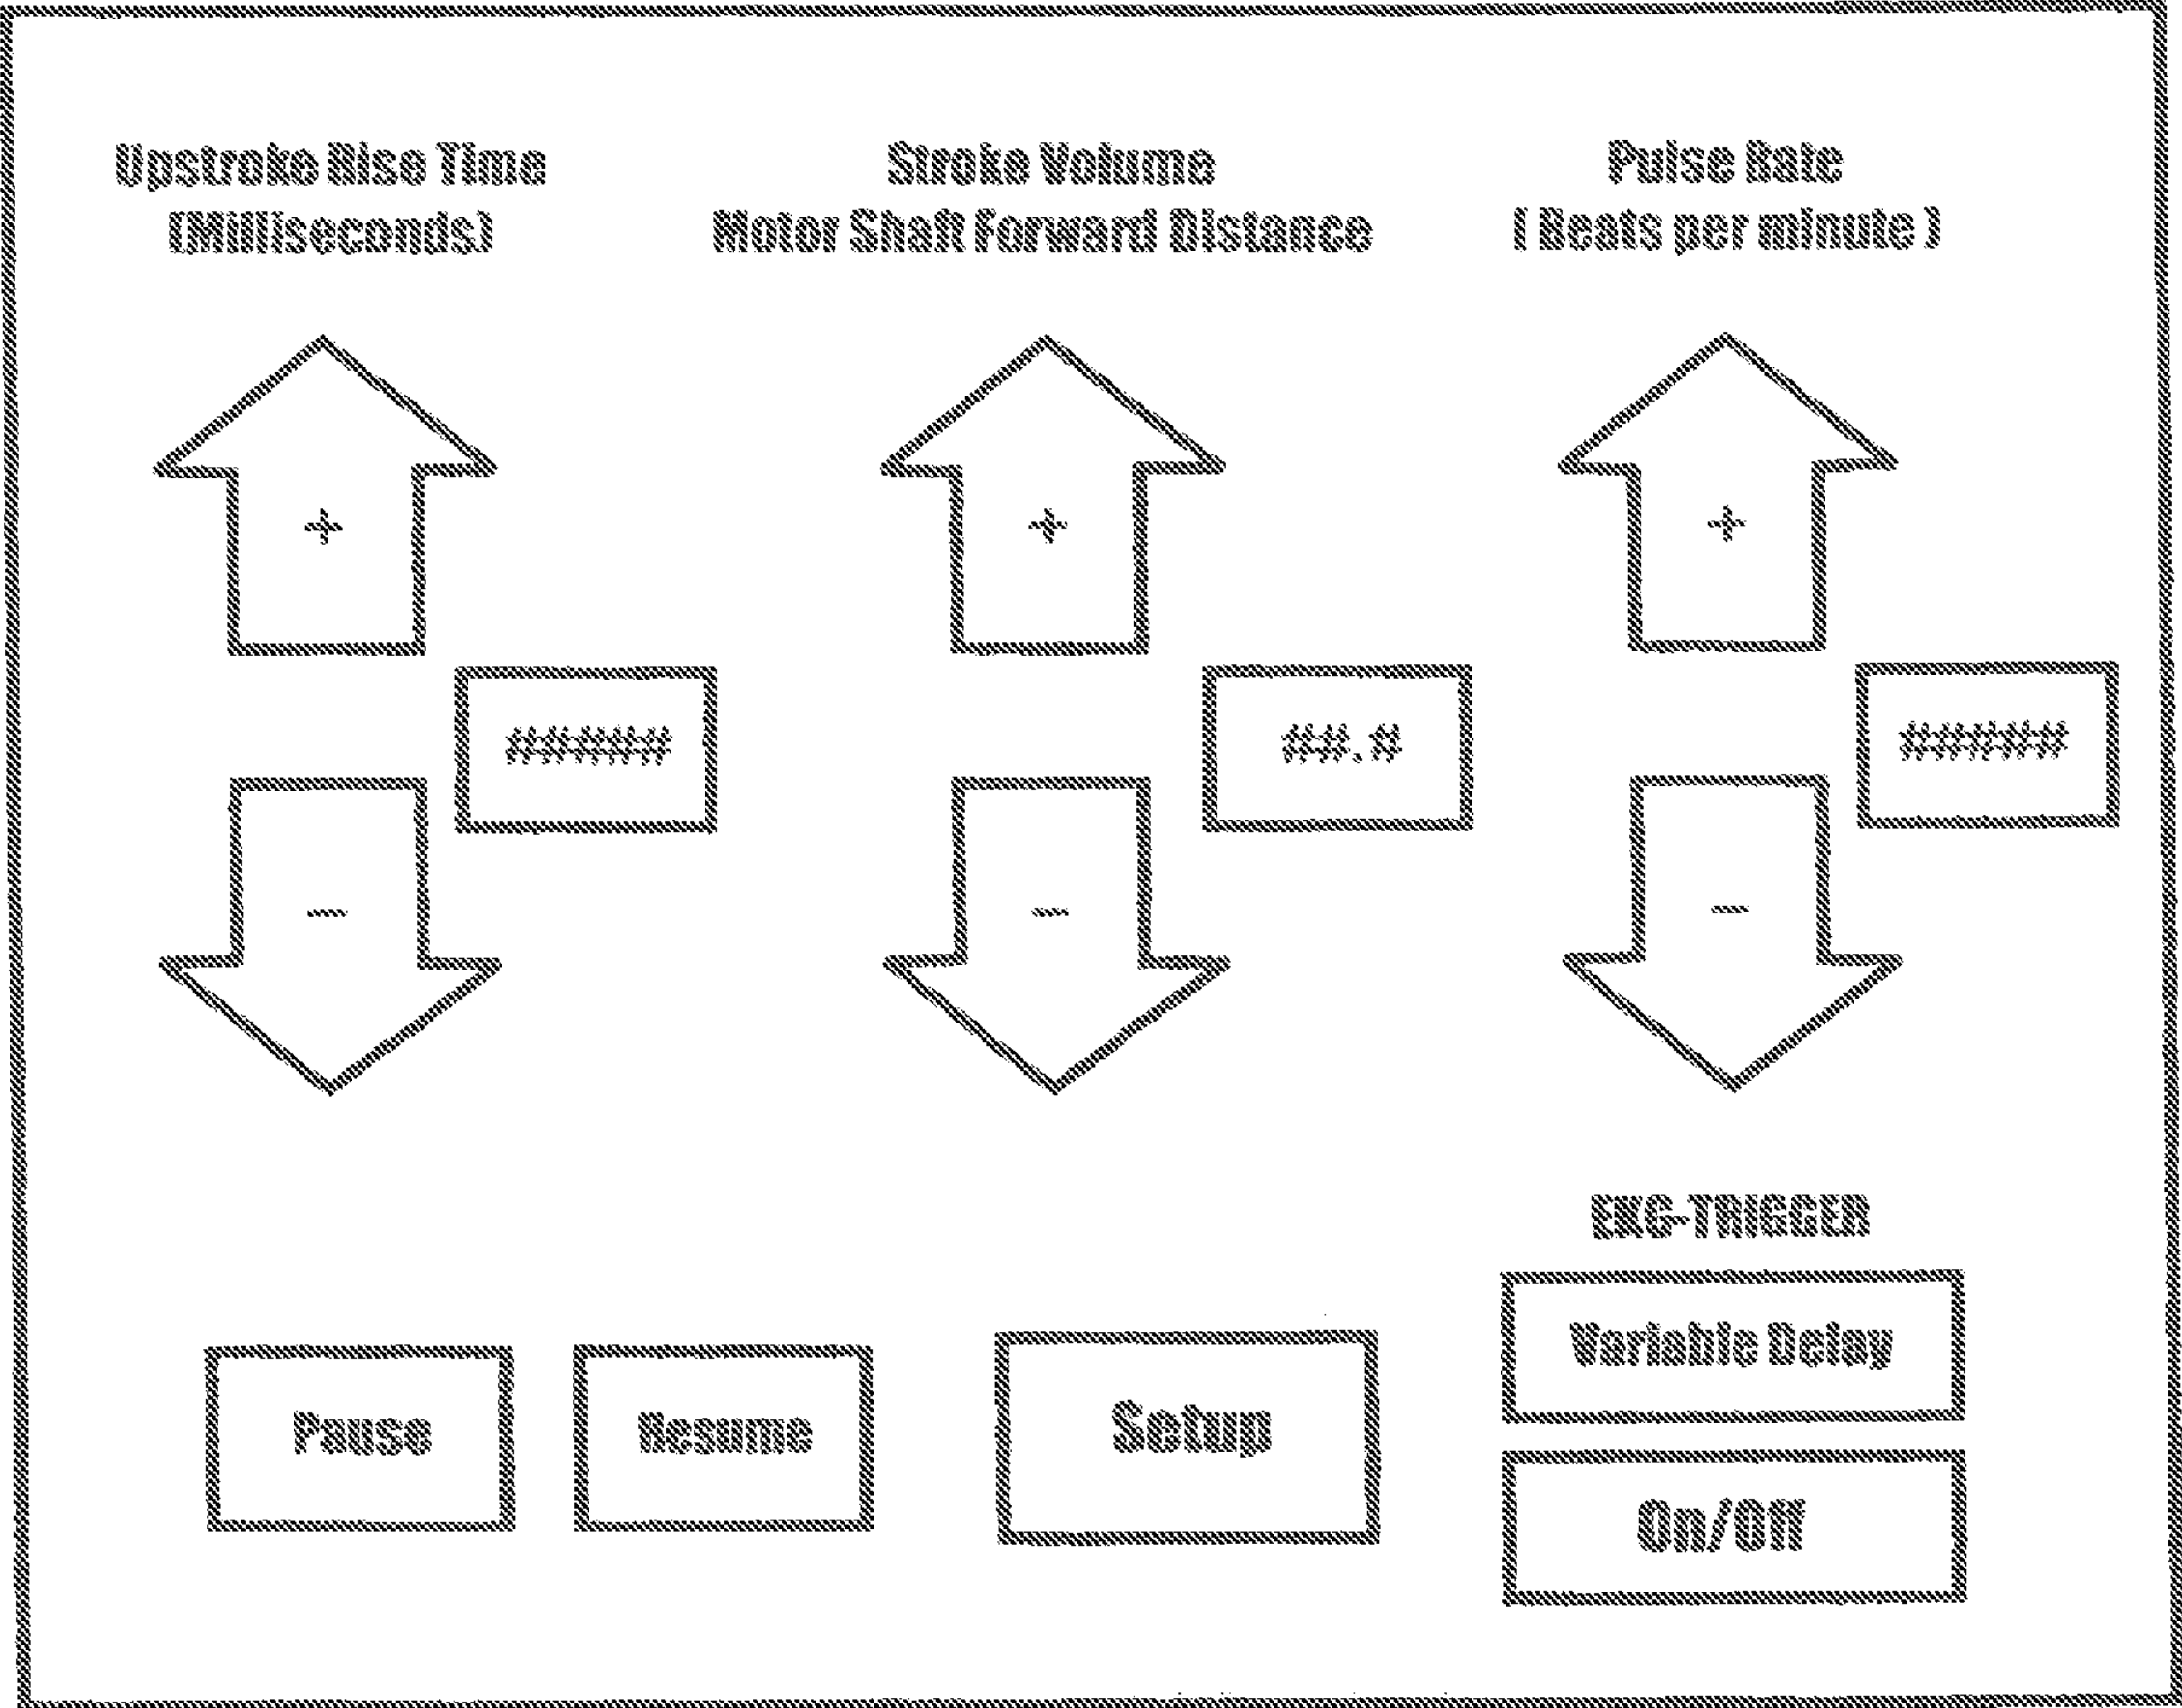 Upstroke Rise Time
(Milliseconds)
Stroke Volume
Motor Shaft Forward Distance
Pulse Rate
( Beats per minute )
+
+
+
#####
##.#
#####
–
–
–
EKG-TRIGGER
Variable Delay
Pause
Resume
Setup
On/Off